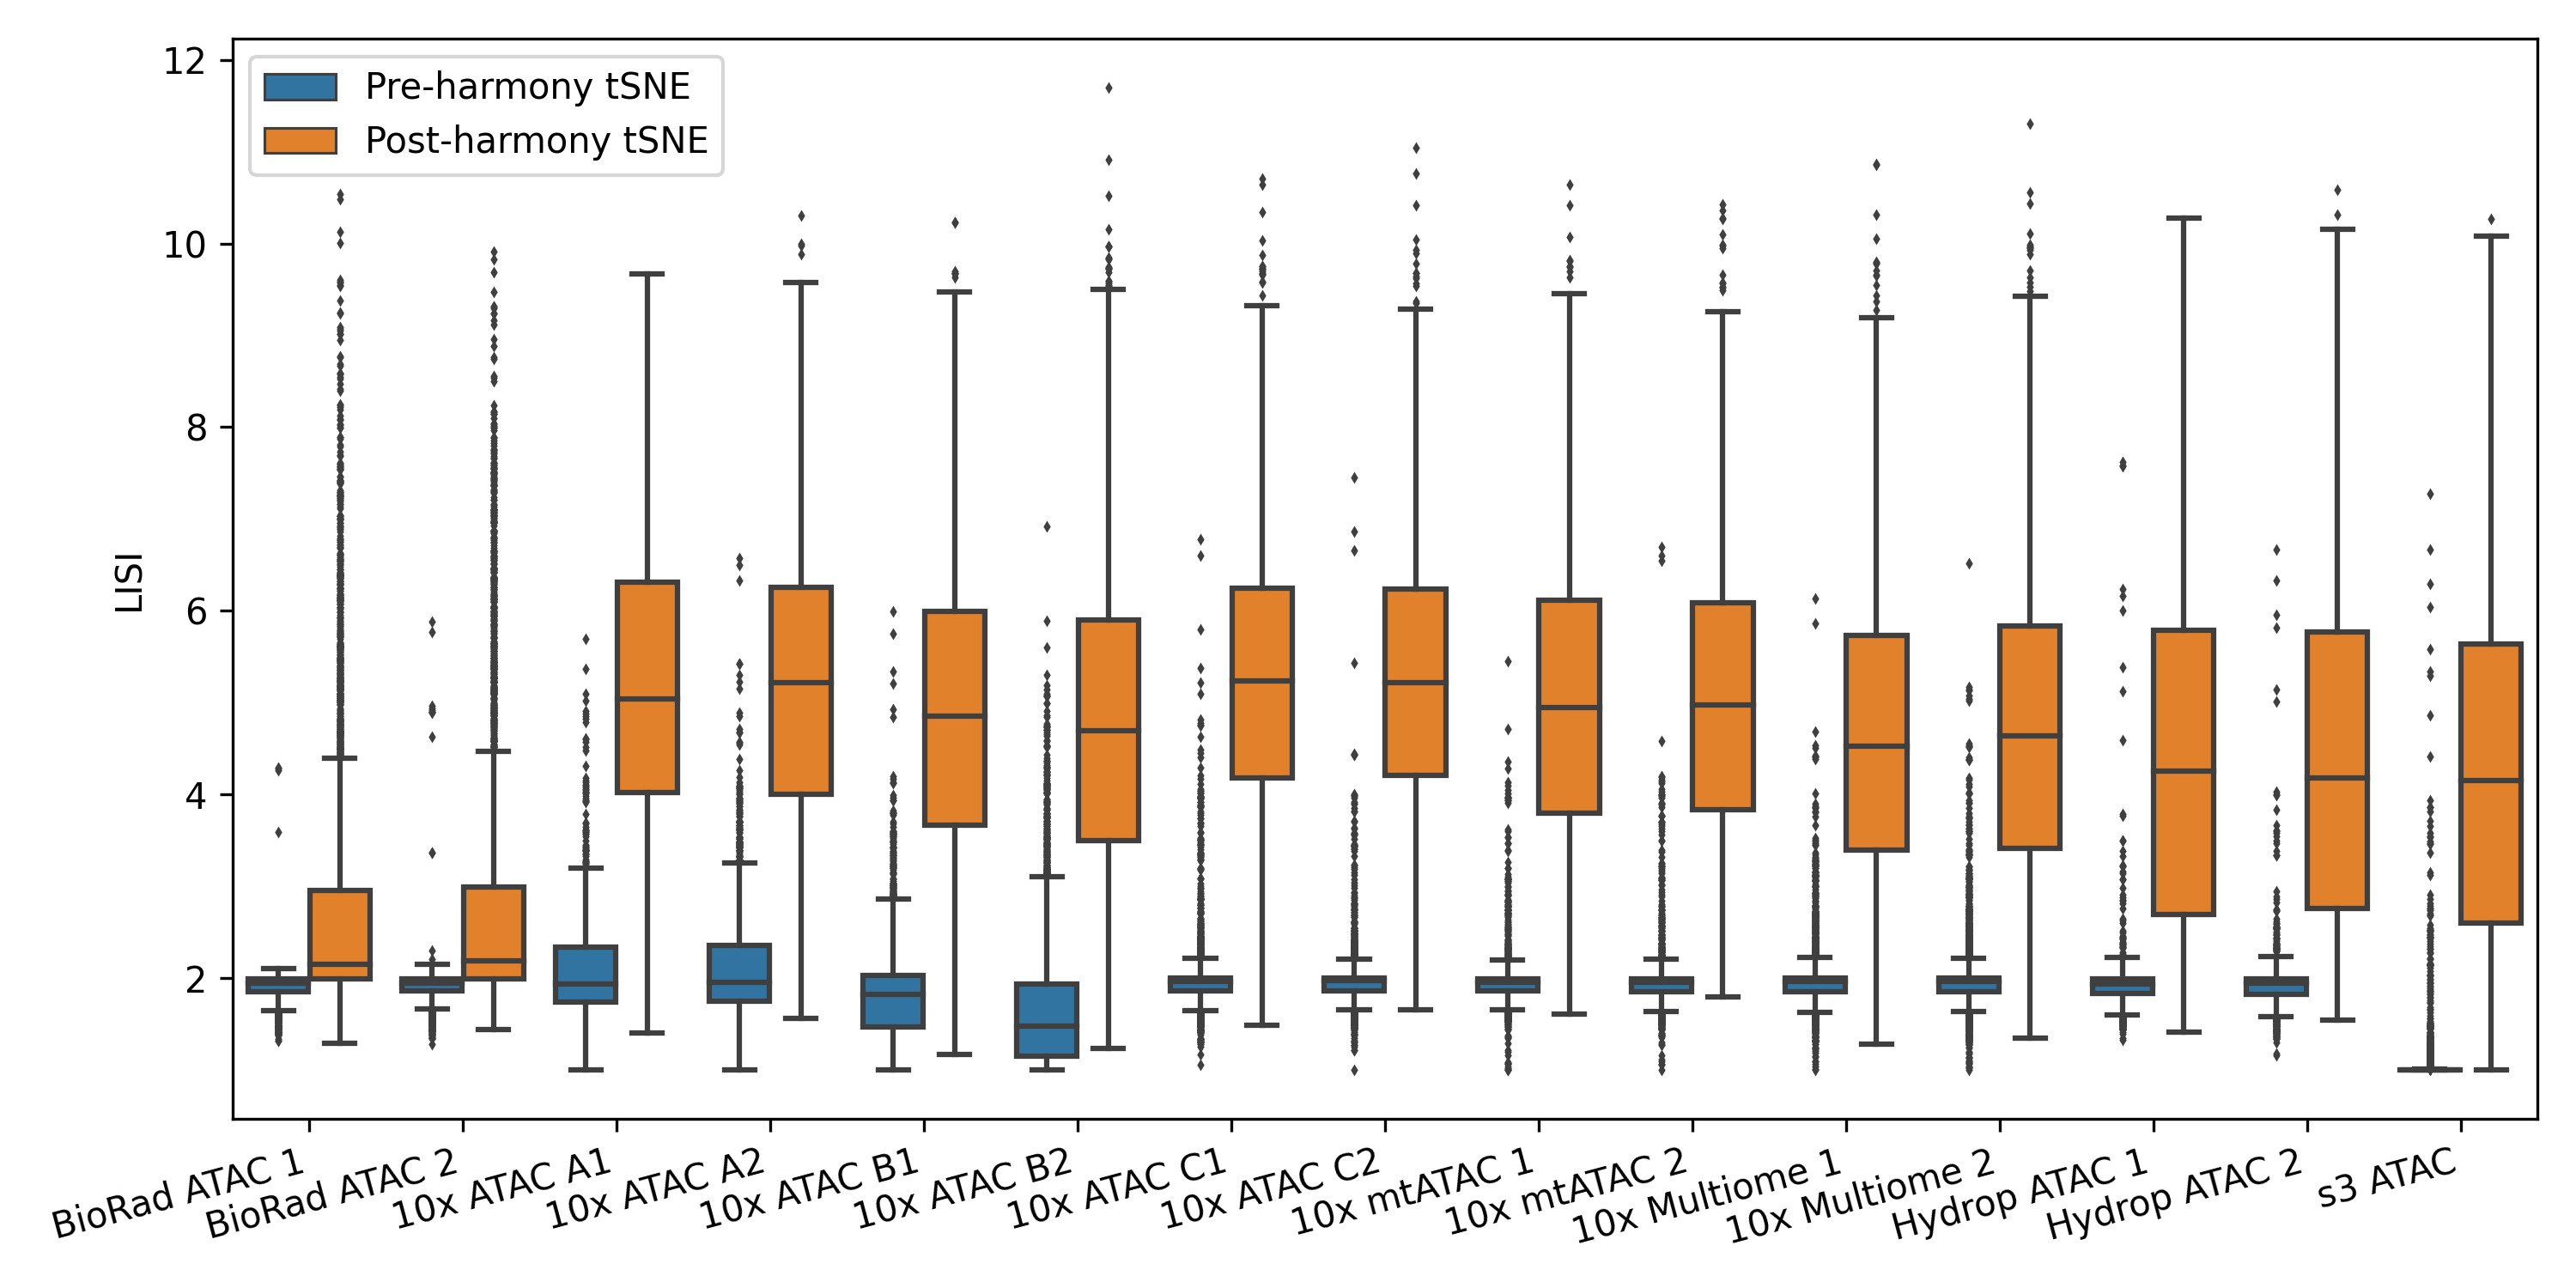 12
10
8
6
4
2
LISI
Pre-harmony tSNE
Post-harmony tSNE
BioRad ATAC 1
BioRad ATAC 2
10x ATAC A1
10x ATAC A2
10x ATAC B1
10x ATAC B2
10x ATAC C1
10x ATAC C2
10x mtATAC 1
10x mtATAC 2
10x Multiome 1
10x Multiome 2
Hydrop ATAC 1
Hydrop ATAC 2
s3 ATAC